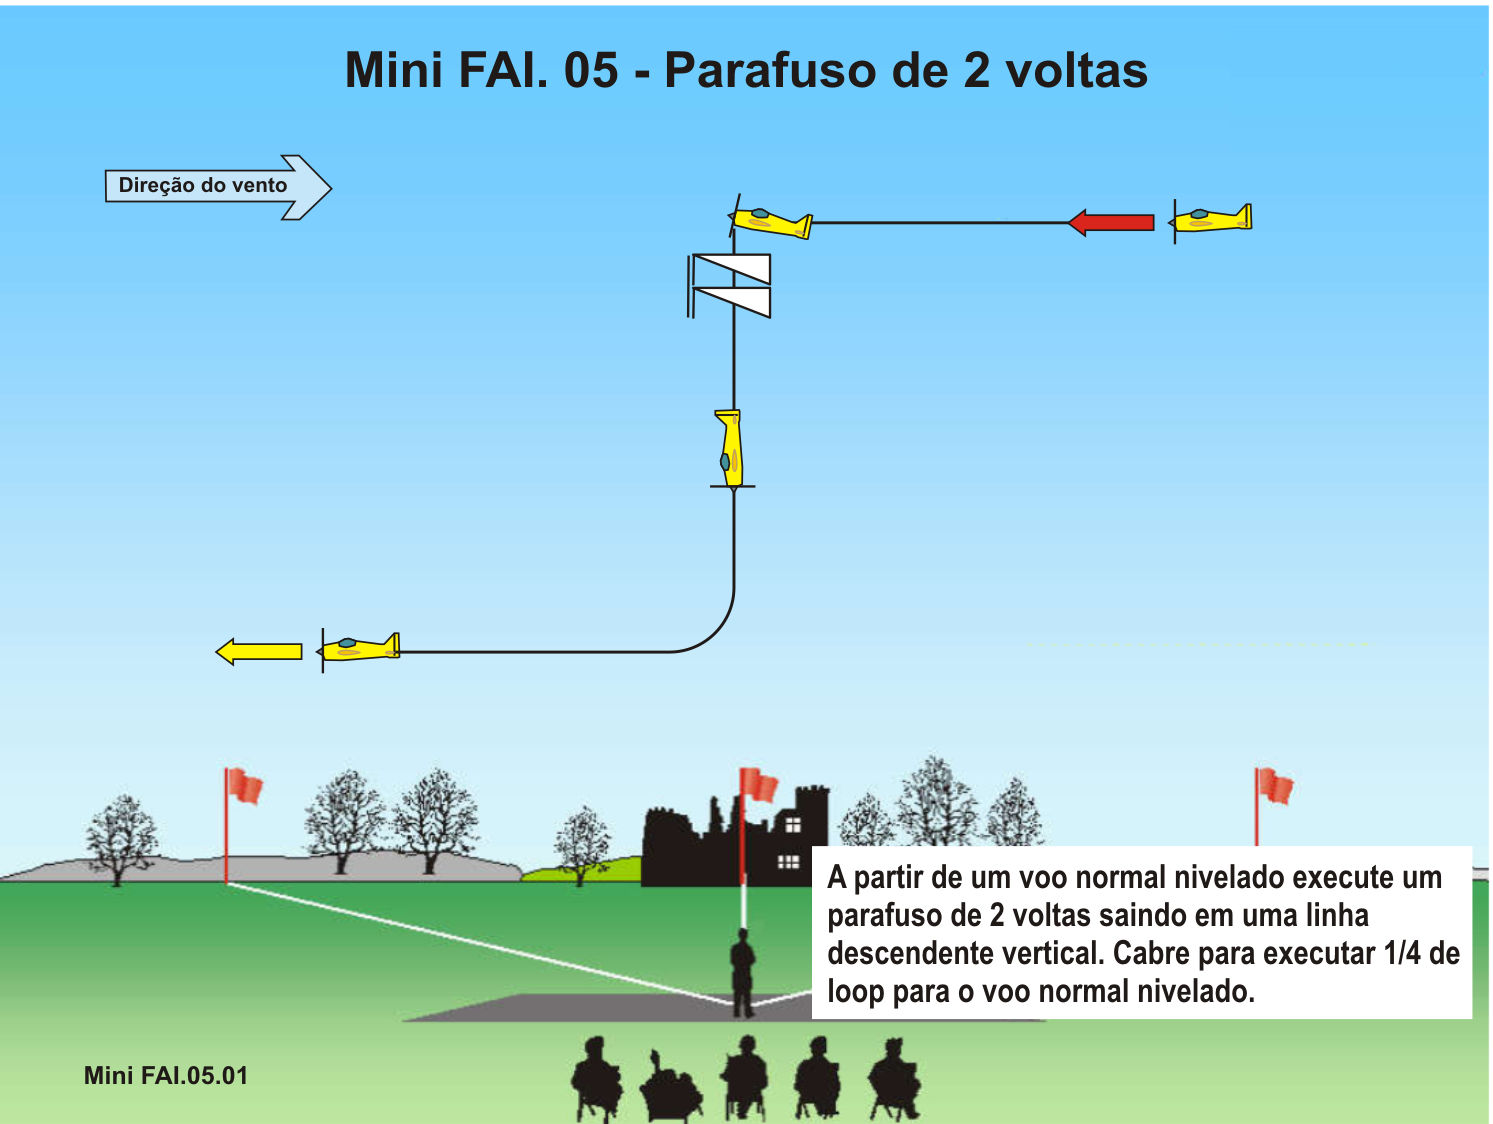 Mini FAI. 05 - Parafuso de 2 voltas
Direção do vento
A partir de um voo normal nivelado execute um
parafuso de 2 voltas saindo em uma linha
descendente vertical. Cabre para executar 1/4 de
loop para o voo normal nivelado.
Mini FAI.05.01